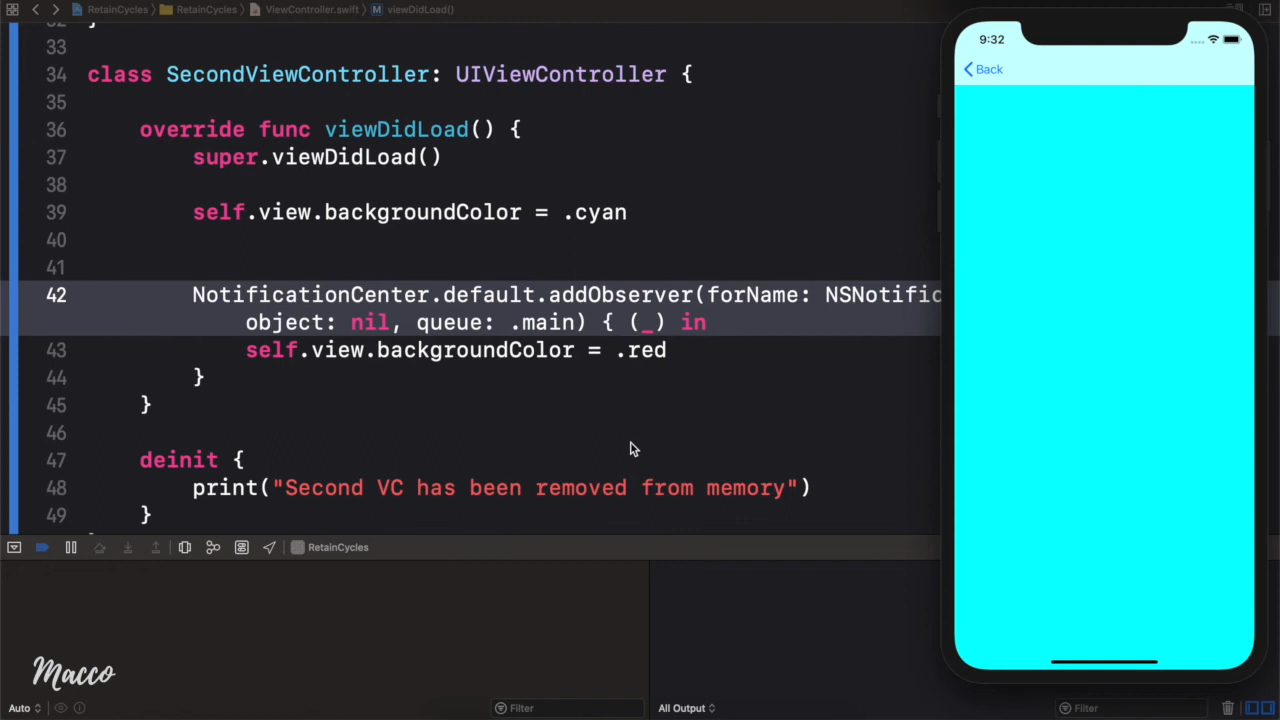 RetainCycles RetainCycles ViewController.swift M viewDidLoad()
33
34 class SecondViewController: UIViewController {
35
36 override func viewDidLoad() {
37 super.viewDidLoad()
38
39 self.view.backgroundColor = .cyan
40
41
42 NotificationCenter.default.addObserver(forName: NSNotific
object: nil, queue: .main) { (_) in
43 self.view.backgroundColor = .red
44 }
45 }
46
47 deinit {
48 print("Second VC has been removed from memory")
49 }
RetainCycles
Macco
Auto Filter All Output Filter
9:32
Back